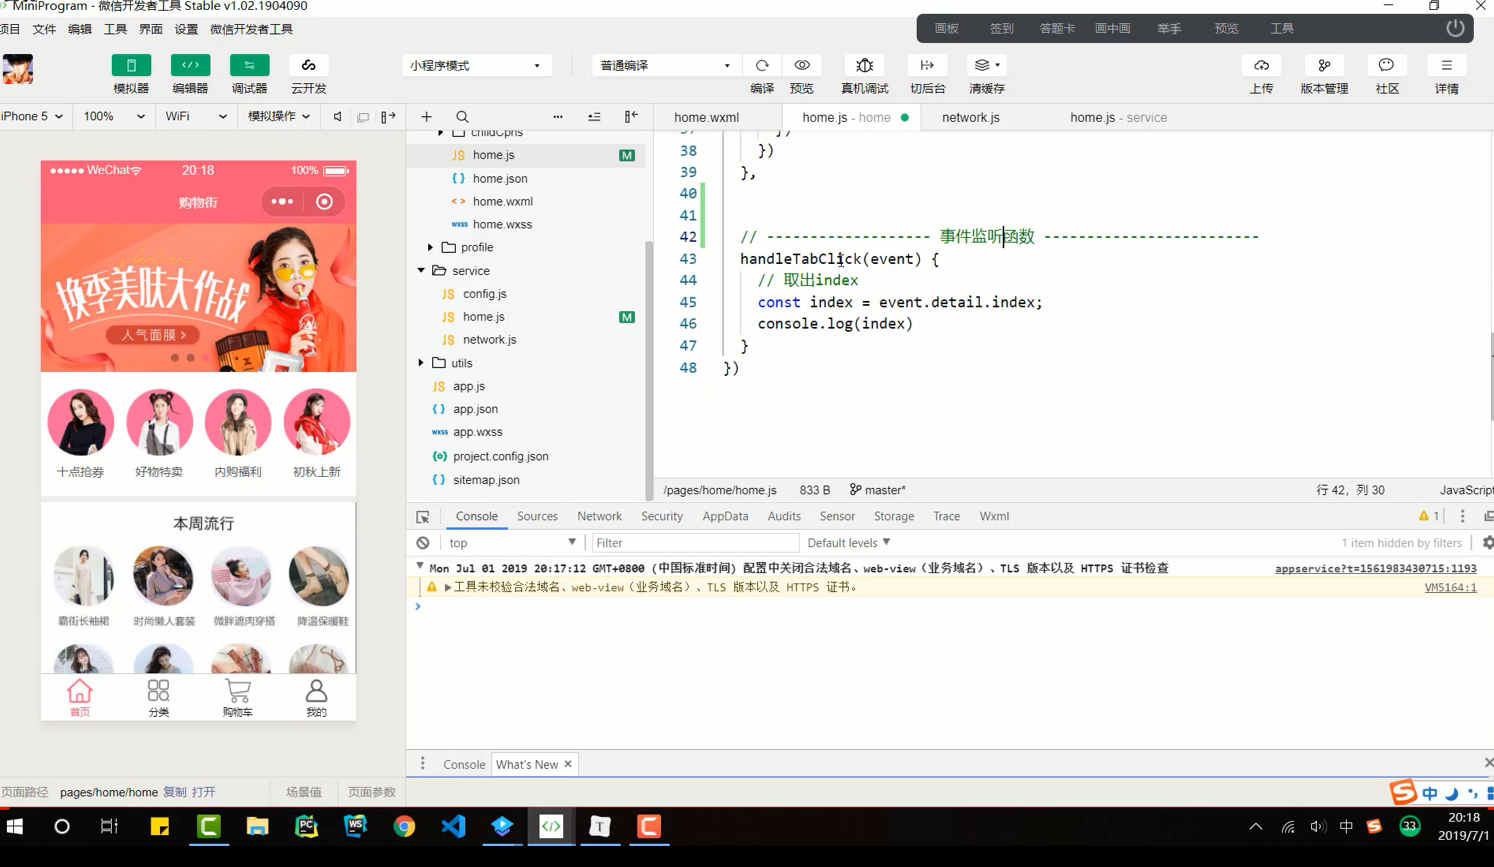 MiniProgram - 微信开发者工具 Stable v1.02.1904090
项目 文件 编辑 工具 界面 设置 微信开发者工具
画板 签到 答题卡 画中画 举手 预览 工具
小程序模式 普通编译
模拟器 编辑器 调试器 云开发 编译 预览 真机调试 切后台 清缓存 上传 版本管理 社区 详情
iPhone 5 100% WiFi 模拟操作
home.wxml home.js - home network.js home.js - service
WeChat 20:18 100%
购物街
换季美肤大作战
人气面膜 >
十点抢券 好物特卖 内购福利 初秋上新
本周流行
霸街长袖裙 时尚懒人套装 微胖遮肉穿搭 降温保暖鞋
首页 分类 购物车 我的
childCpns
JS home.js M
{ } home.json
< > home.wxml
wxss home.wxss
profile
service
JS config.js
JS home.js M
JS network.js
utils
JS app.js
{ } app.json
wxss app.wxss
{o} project.config.json
{ } sitemap.json
37 })
38 })
39 },
40
41
42 // ------------------ 事件监听函数 ------------------------
43 handleTabClick(event) {
44 // 取出index
45 const index = event.detail.index;
46 console.log(index)
47 }
48 })
/pages/home/home.js 833 B master* 行 42，列 30 JavaScript
Console Sources Network Security AppData Audits Sensor Storage Trace Wxml 1
top Filter Default levels 1 item hidden by filters
Mon Jul 01 2019 20:17:12 GMT+0800 (中国标准时间) 配置中关闭合法域名、web-view（业务域名）、TLS 版本以及 HTTPS 证书检查 appservice?t=1561983430715:1193
工具未校验合法域名、web-view（业务域名）、TLS 版本以及 HTTPS 证书。 VM5164:1
Console What's New ×
页面路径 pages/home/home 复制 打开 场景值 页面参数
中
PC WS T 中 33
20:18
2019/7/1